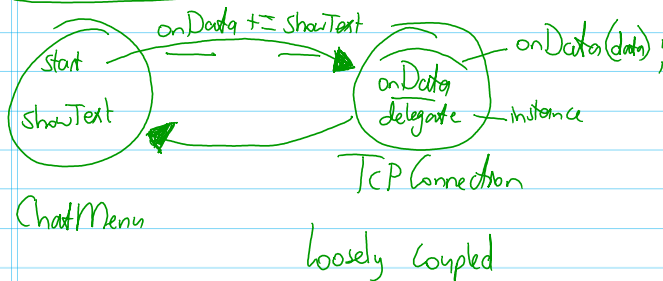 onData += showText
start
showText
onData
delegate
onData(data);
instance
TCP Connection
ChatMenu
Loosely Coupled